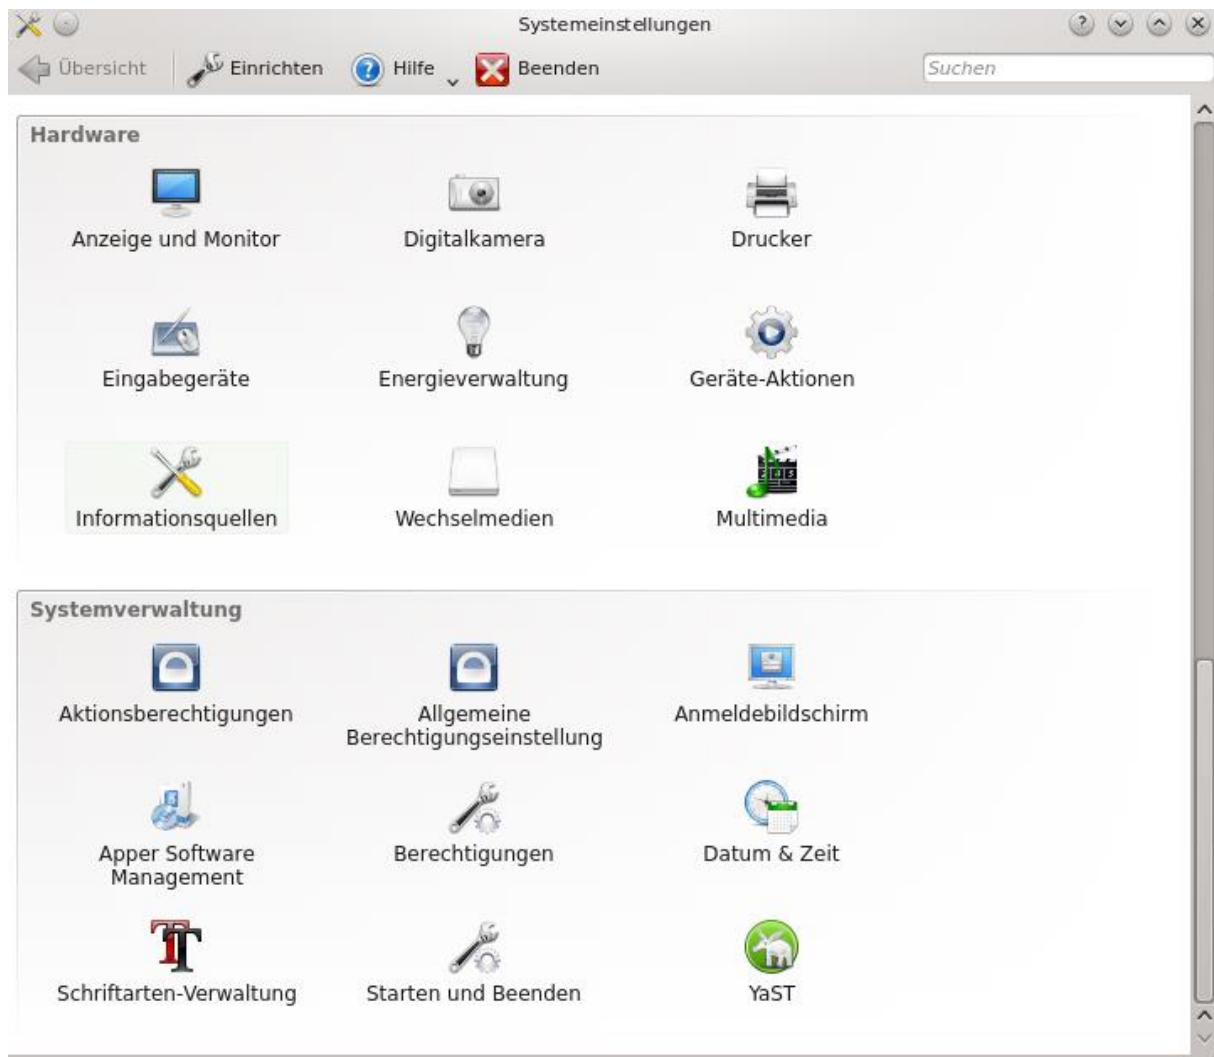 Systemeinstellungen
Übersicht Einrichten Hilfe Beenden Suchen
Hardware
Anzeige und Monitor Digitalkamera Drucker
Eingabegeräte Energieverwaltung Geräte-Aktionen
Informationsquellen Wechselmedien Multimedia
Systemverwaltung
Aktionsberechtigungen Allgemeine Anmeldebildschirm
Berechtigungseinstellung
Apper Software Berechtigungen Datum & Zeit
Management
Schriftarten-Verwaltung Starten und Beenden YaST